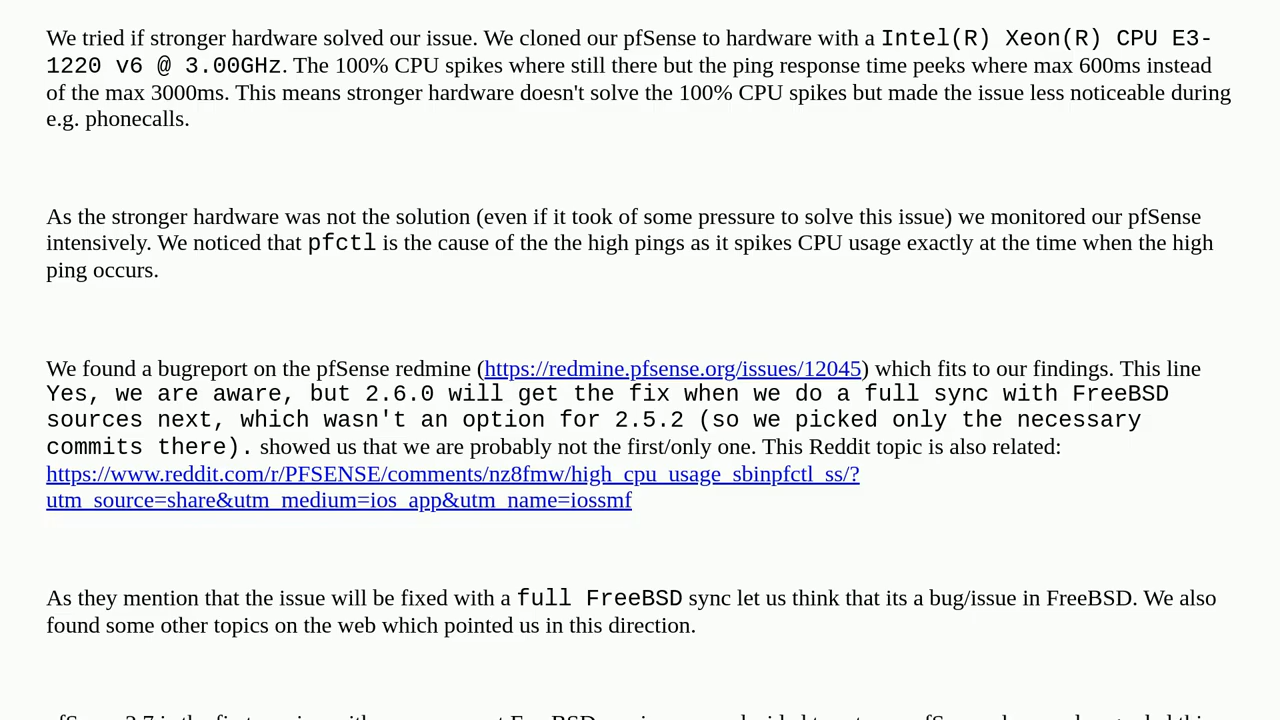 We tried if stronger hardware solved our issue. We cloned our pfSense to hardware with a Intel(R) Xeon(R) CPU E3-
1220 v6 @ 3.00GHz. The 100% CPU spikes where still there but the ping response time peeks where max 600ms instead
of the max 3000ms. This means stronger hardware doesn't solve the 100% CPU spikes but made the issue less noticeable during
e.g. phonecalls.
As the stronger hardware was not the solution (even if it took of some pressure to solve this issue) we monitored our pfSense
intensively. We noticed that pfctl is the cause of the the high pings as it spikes CPU usage exactly at the time when the high
ping occurs.
We found a bugreport on the pfSense redmine (https://redmine.pfsense.org/issues/12045) which fits to our findings. This line
Yes, we are aware, but 2.6.0 will get the fix when we do a full sync with FreeBSD
sources next, which wasn't an option for 2.5.2 (so we picked only the necessary
commits there). showed us that we are probably not the first/only one. This Reddit topic is also related:
https://www.reddit.com/r/PFSENSE/comments/nz8fmw/high_cpu_usage_sbinpfctl_ss/?
utm_source=share&utm_medium=ios_app&utm_name=iossmf
As they mention that the issue will be fixed with a full FreeBSD sync let us think that its a bug/issue in FreeBSD. We also
found some other topics on the web which pointed us in this direction.